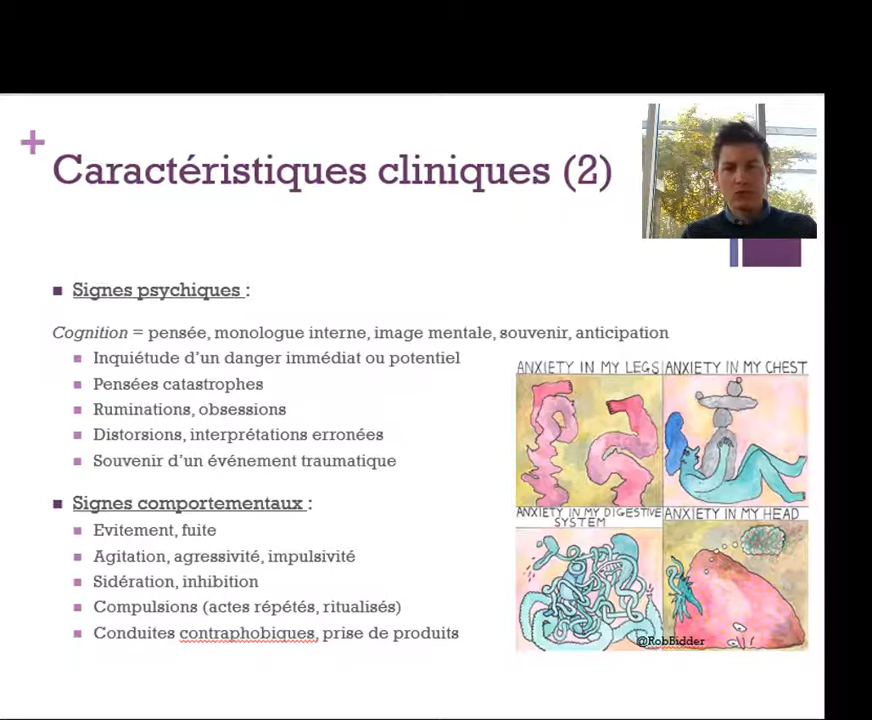 +
Caractéristiques cliniques (2)
Signes psychiques :
Cognition = pensée, monologue interne, image mentale, souvenir, anticipation
Inquiétude d'un danger immédiat ou potentiel
Pensées catastrophes
Ruminations, obsessions
Distorsions, interprétations erronées
Souvenir d'un événement traumatique
Signes comportementaux :
Evitement, fuite
Agitation, agressivité, impulsivité
Sidération, inhibition
Compulsions (actes répétés, ritualisés)
Conduites contraphobiques, prise de produits
ANXIETY IN MY LEGS
ANXIETY IN MY CHEST
ANXIETY IN MY DIGESTIVE
SYSTEM
ANXIETY IN MY HEAD
@RobBidder